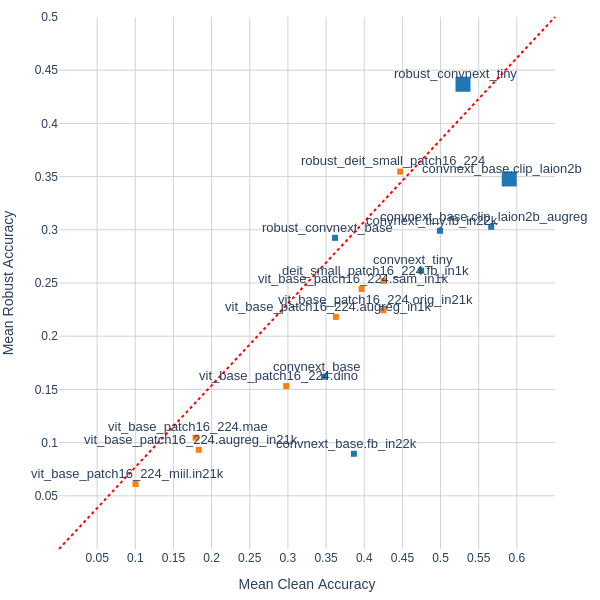 0.5
0.45
robust_convnext_tiny
0.4
0.35
robust_deit_small_patch16_224
convnext_base.clip_laion2b
0.3
convnext_base.clip_laion2b_augreg
convnext_tiny.fb_in22k
robust_convnext_base
0.25
convnext_tiny
deit_small_patch16_224.fb_in1k
vit_base_patch16_224.sam_in1k
vit_base_patch16_224.orig_in21k
vit_base_patch16_224.augreg_in1k
0.2
0.15
convnext_base
vit_base_patch16_224.dino
0.1
vit_base_patch16_224.mae
vit_base_patch16_224.augreg_in21k
convnext_base.fb_in22k
0.05
vit_base_patch16_224_miil.in21k
0.05 0.1 0.15 0.2 0.25 0.3 0.35 0.4 0.45 0.5 0.55 0.6
Mean Clean Accuracy
Mean Robust Accuracy